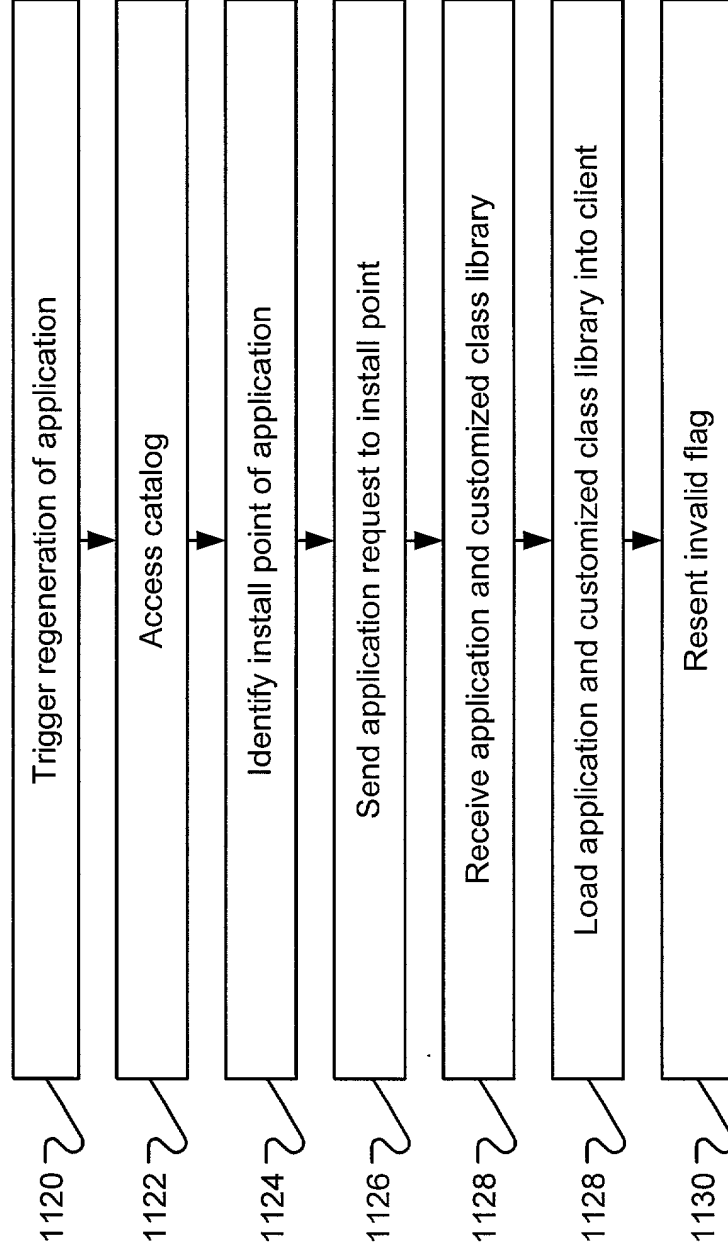 1120 Trigger regeneration of application
1122 Access catalog
1124 Identify install point of application
1126 Send application request to install point
1128 Receive application and customized class library
1128 Load application and customized class library into client
1130 Resent invalid flag